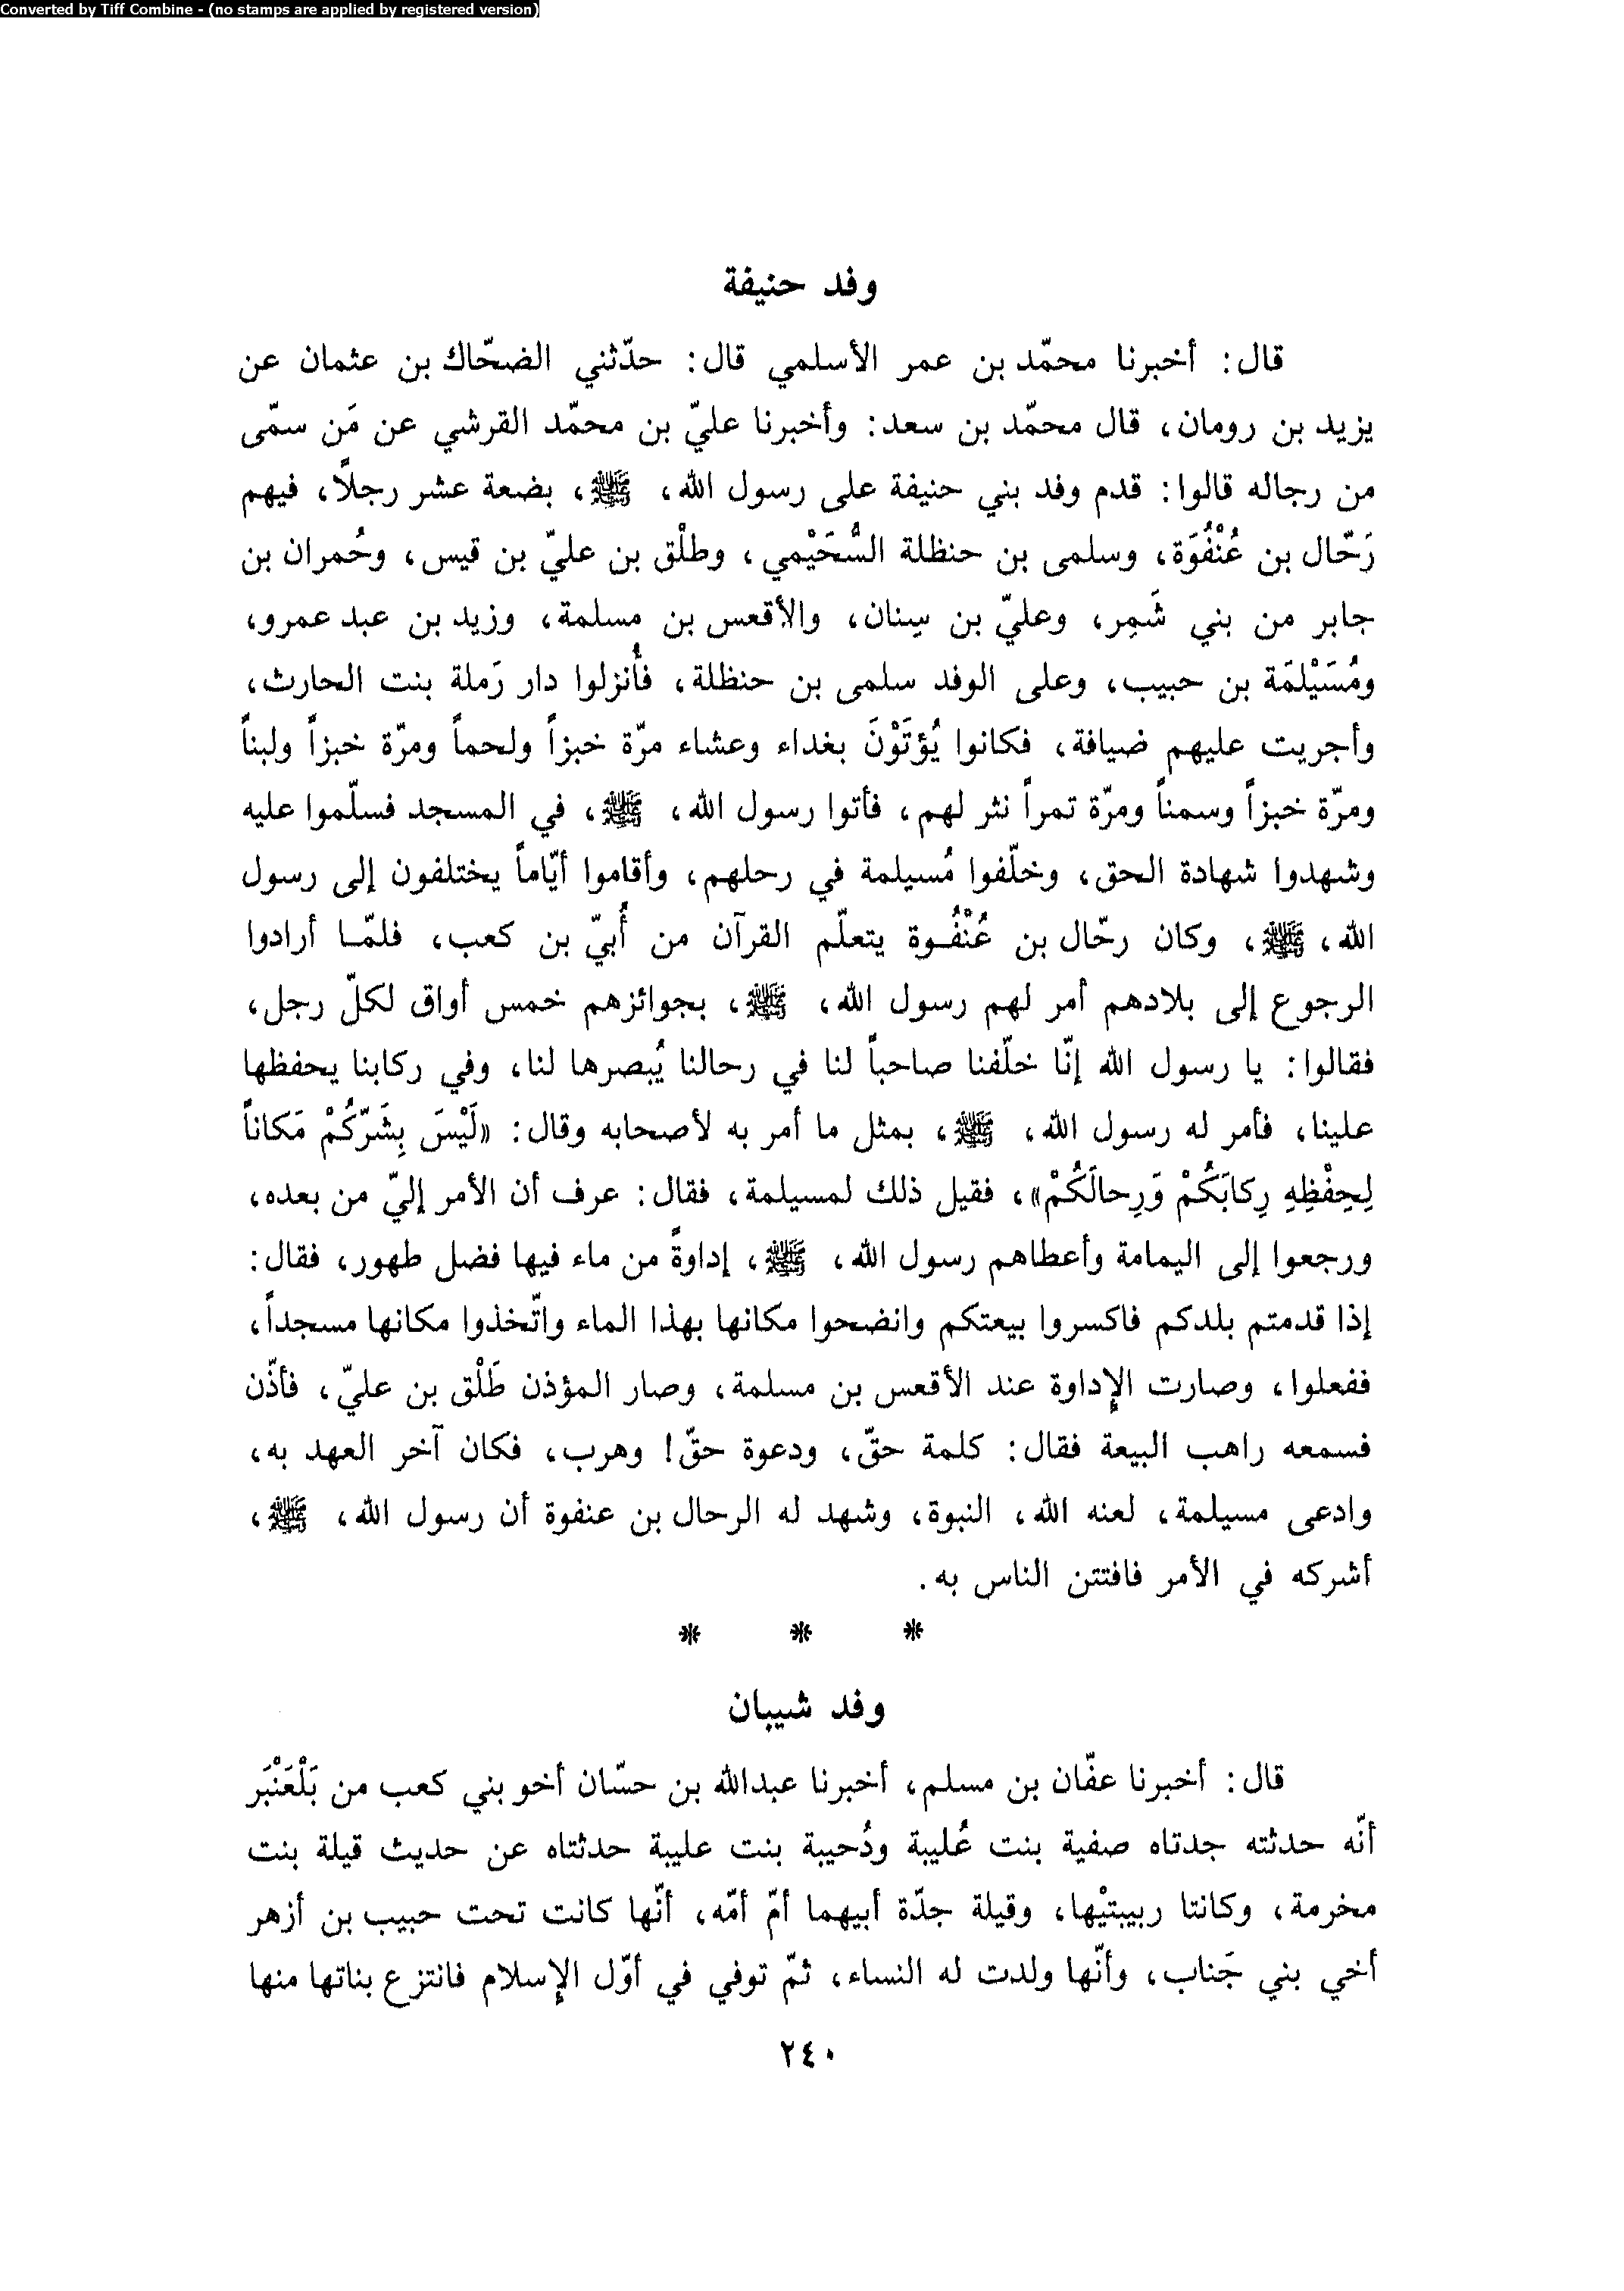 Converted by Tiff Combine - (no stamps are applied by registered version)
وفد حنيفة
قال: أخبرنا محمّد بن عمر الأسلمي قال: حدّثني الضحّاك بن عثمان عن
يزيد بن رومان، قال محمّد بن سعد: وأخبرنا عليّ بن محمّد القرشي عن مَن سمّى
من رجاله قالوا: قدم وفد بني حنيفة على رسول الله، ﷺ، بضعة عشر رجلاً، فيهم
رَحّال بن عُنْفُوَة، وسلمى بن حنظلة السُّحَيْمي، وطلْق بن عليّ بن قيس، وحُمران بن
جابر من بني شَمِر، وعليّ بن سِنان، والأقعس بن مسلمة، وزيد بن عبد عمرو،
ومُسَيْلِمَة بن حبيب، وعلى الوفد سلمى بن حنظلة، فأُنزلوا دار رَملة بنت الحارث،
وأجريت عليهم ضيافة، فكانوا يُؤتَوْنَ بغداء وعشاء مرّة خبزاً ولحماً ومرّة خبزاً ولبناً
ومرّة خبزاً وسمناً ومرّة تمراً نثر لهم، فأتوا رسول الله، ﷺ، في المسجد فسلّموا عليه
وشهدوا شهادة الحق، وخلّفوا مُسيلمة في رحلهم، وأقاموا أيّاماً يختلفون إلى رسول
الله، ﷺ، وكان رحّال بن عُنْفُـوة يتعلّم القرآن من أُبيّ بن كعب، فلمّـا أرادوا
الرجوع إلى بلادهم أمر لهم رسول الله، ﷺ، بجوائزهم خمس أواق لكلّ رجل،
فقالوا: يا رسول الله إنّا خلّفنا صاحباً لنا في رحالنا يُبصرها لنا، وفي ركابنا يحفظها
علينا، فأمر له رسول الله، ﷺ، بمثل ما أمر به لأصحابه وقال: «لَيْسَ بِشَرّكُمْ مَكاناً
لِحِفْظِهِ رِكابَكُمْ وَرِحالَكُمْ»، فقيل ذلك لمسيلمة، فقال: عرف أن الأمر إليّ من بعده،
ورجعوا إلى اليمامة وأعطاهم رسول الله، ﷺ، إداوةً من ماء فيها فضل طهور، فقال:
إذا قدمتم بلدكم فاكسروا بيعتكم وانضحوا مكانها بهذا الماء واتّخذوا مكانها مسجداً،
ففعلوا، وصارت الإداوة عند الأقعس بن مسلمة، وصار المؤذن طَلْق بن عليّ، فأذّن
فسمعه راهب البيعة فقال: كلمة حقّ، ودعوة حقّ! وهرب، فكان آخر العهد به،
وادعى مسيلمة، لعنه الله، النبوة، وشهد له الرحال بن عنفوة أن رسول الله، ﷺ،
أشركه في الأمر فافتتن الناس به.
* * *
وفد شيبان
قال: أخبرنا عفّان بن مسلم، أخبرنا عبدالله بن حسّان أخو بني كعب من بَلْعَنْبَر
أنّه حدثته جدتاه صفية بنت عُليبة ودُحيبة بنت عليبة حدثتاه عن حديث قيلة بنت
مخرمة، وكانتا ربيبتيْها، وقيلة جدّة أبيهما أمّ أمّه، أنّها كانت تحت حبيب بن أزهر
أخي بني جَناب، وأنّها ولدت له النساء، ثمّ توفي في أوّل الإسلام فانتزع بناتها منها
٢٤٠